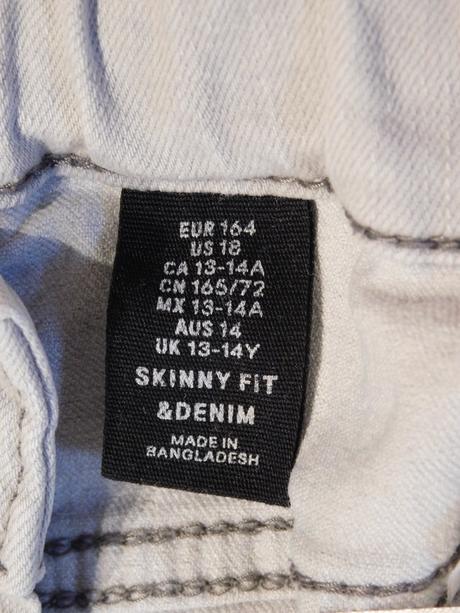 EUR 164
US 18
CA 13-14A
CN 165/72
MX 13-14A
AUS 14
UK 13-14Y
SKINNY FiT
&DENIM
MADE IN
BANGLADESH